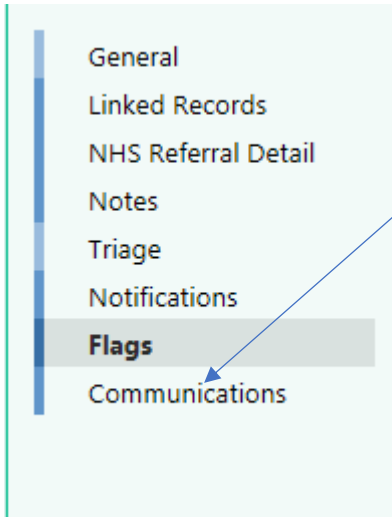 General
Linked Records
NHS Referral Detail
Notes
Triage
Notifications
Flags
Communications